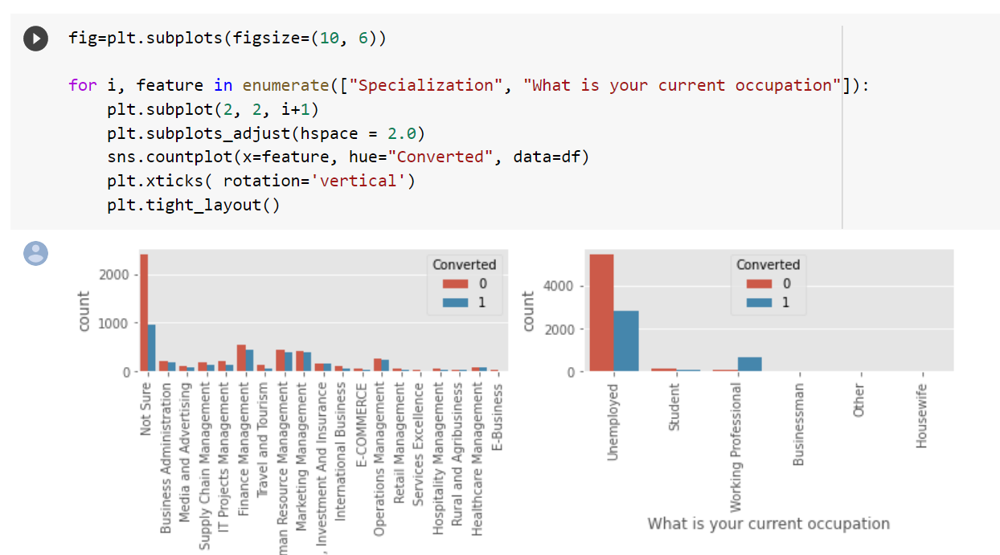 fig=plt.subplots(figsize=(10, 6))
for i, feature in enumerate(["Specialization", "What is your current occupation"]):
plt.subplot(2, 2, i+1)
plt.subplots_adjust(hspace = 2.0)
sns.countplot(x=feature, hue="Converted", data=df)
plt.xticks( rotation='vertical')
plt.tight_layout()
count
2000
1000
0
Converted
0
1
Not Sure
Business Administration
Media and Advertising
Supply Chain Management
IT Projects Management
Finance Management
Travel and Tourism
man Resource Management
Marketing Management
, Investment And Insurance
International Business
E-COMMERCE
Operations Management
Retail Management
Services Excellence
Hospitality Management
Rural and Agribusiness
Healthcare Management
E-Business
count
4000
2000
0
Converted
0
1
Unemployed
Student
Working Professional
Businessman
Other
Housewife
What is your current occupation